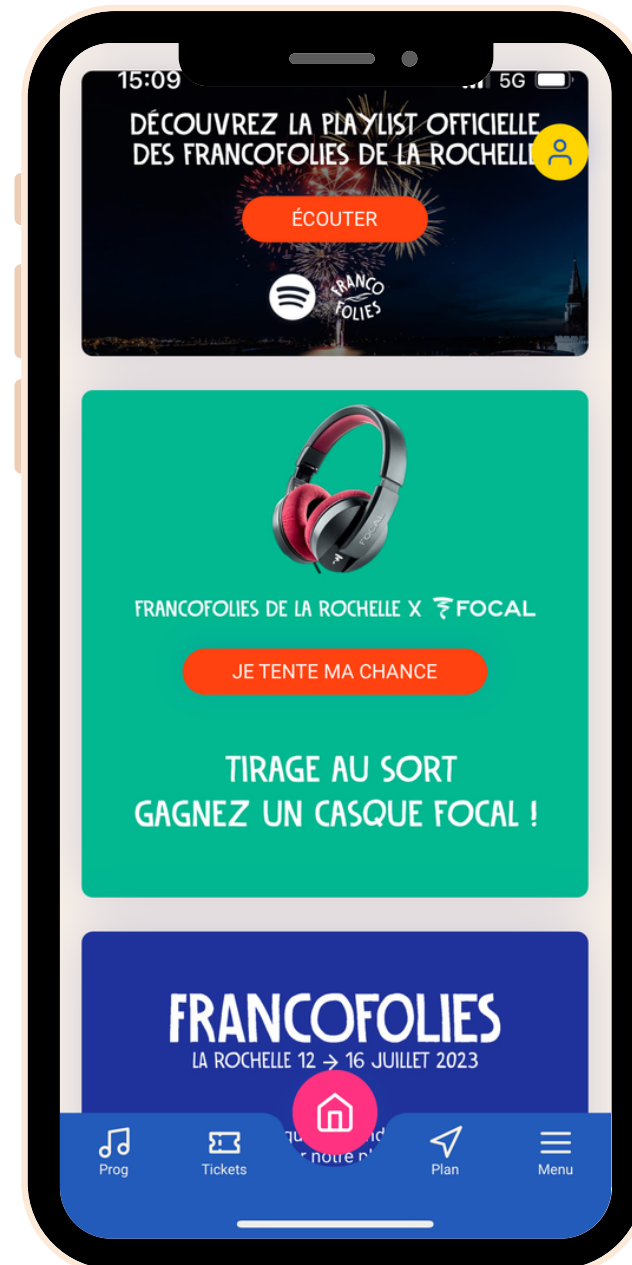 15:09
5G
DÉCOUVREZ LA PLAYLIST OFFICIELLE
DES FRANCOFOLIES DE LA ROCHELLE
ÉCOUTER
FRANCO
FOLIES
FOCAL
FRANCOFOLIES DE LA ROCHELLE X FOCAL
JE TENTE MA CHANCE
TIRAGE AU SORT
GAGNEZ UN CASQUE FOCAL !
FRANCOFOLIES
LA ROCHELLE 12 → 16 JUILLET 2023
notre
Prog
Tickets
Plan
Menu